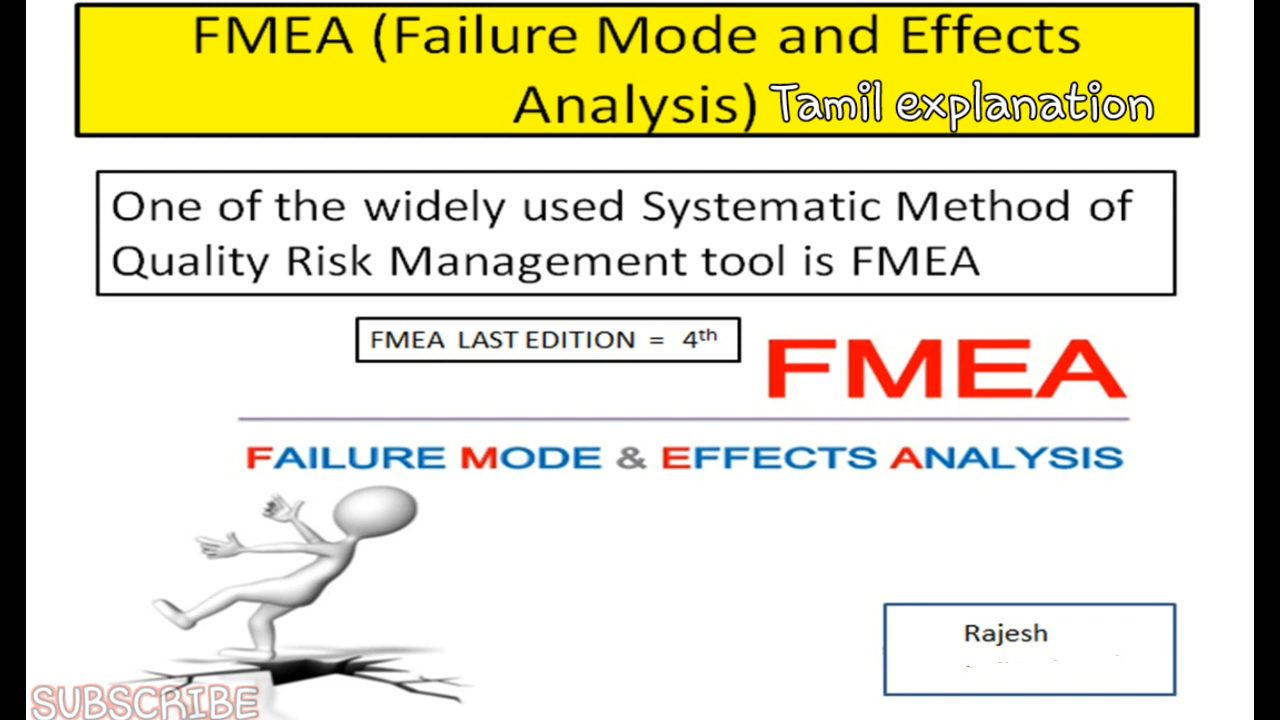 FMEA (Failure Mode and Effects
Analysis) Tamil explanation
One of the widely used Systematic Method of
Quality Risk Management tool is FMEA
FMEA LAST EDITION = 4th
FMEA
FAILURE MODE & EFFECTS ANALYSIS
Rajesh
SUBSCRIBE